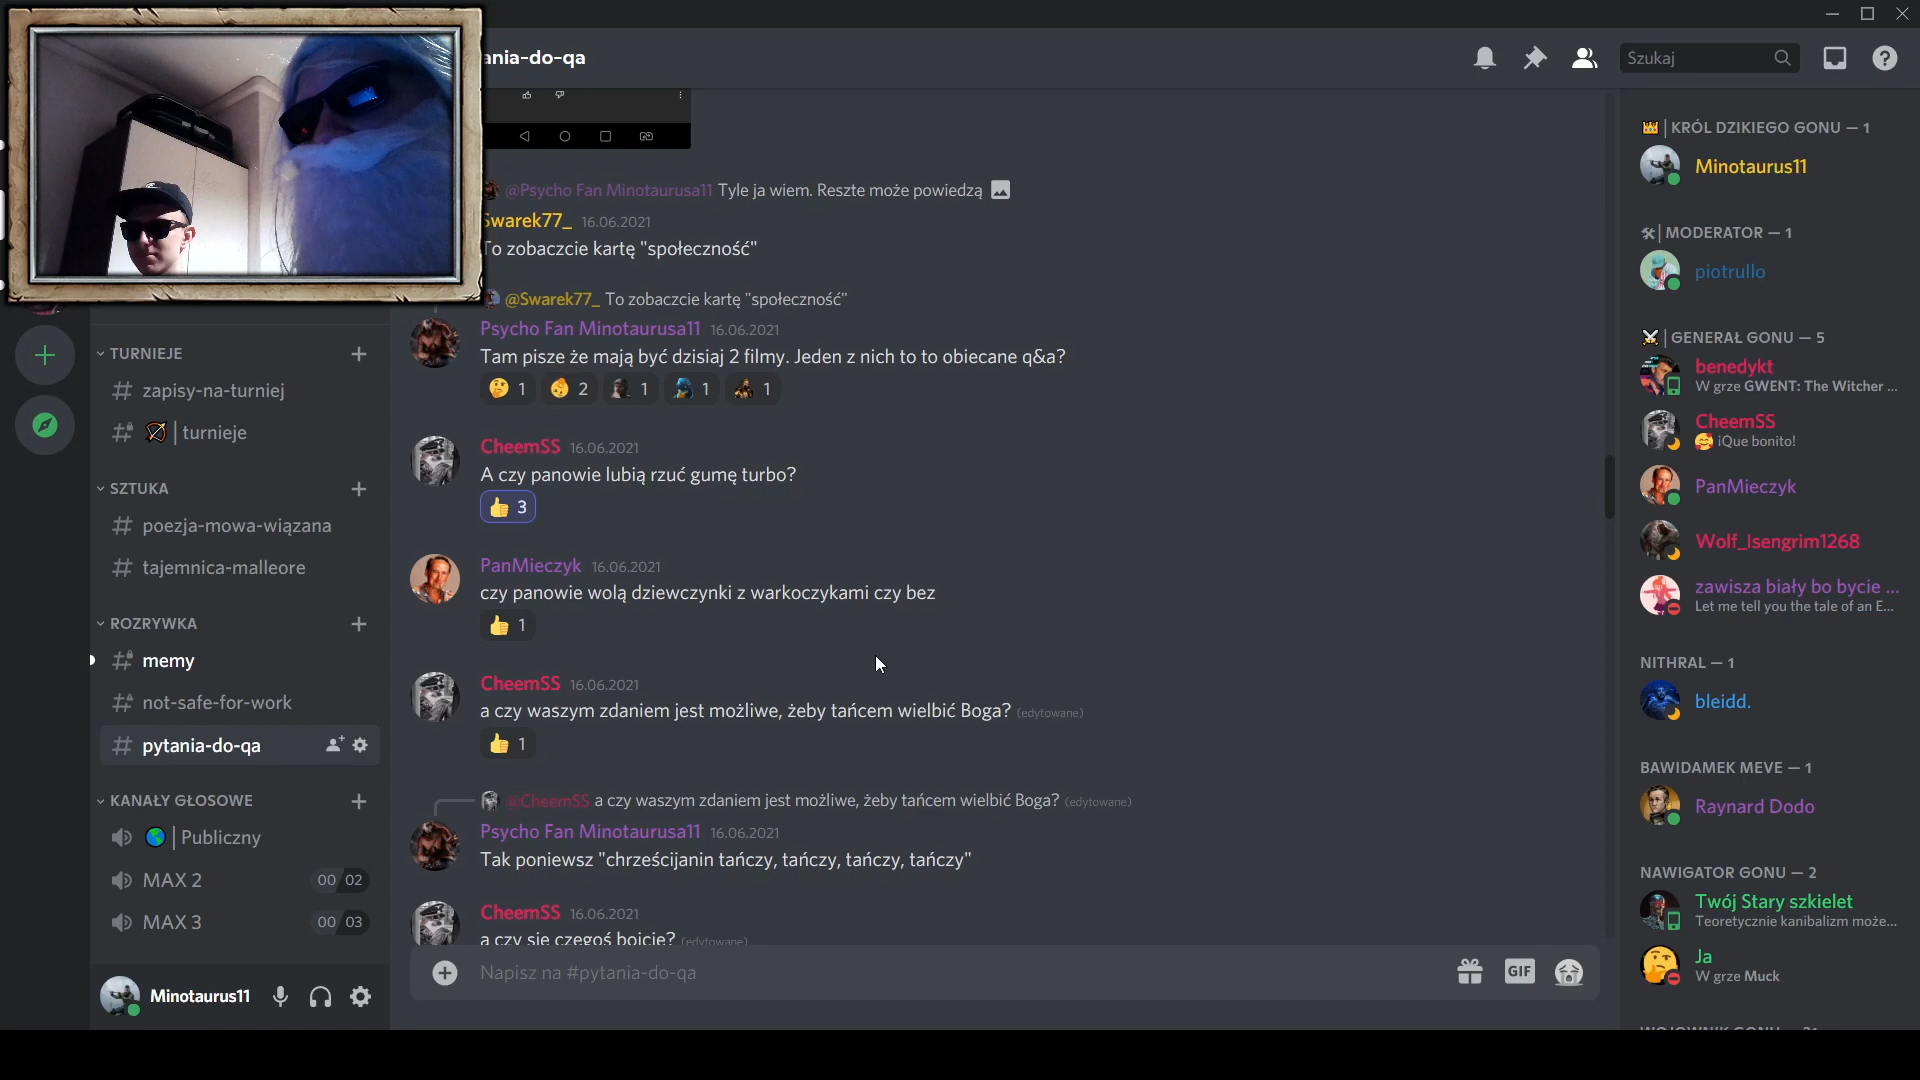 ania-do-qa
Szukaj
TURNIEJE
zapisy-na-turniej
| turnieje
SZTUKA
poezja-mowa-wiązana
tajemnica-malleore
ROZRYWKA
memy
not-safe-for-work
pytania-do-qa
KANAŁY GŁOSOWE
| Publiczny
MAX 2 00 02
MAX 3 00 03
Minotaurus11
@Psycho Fan Minotaurusa11 Tyle ja wiem. Reszte może powiedzą
Swarek77_ 16.06.2021
To zobaczcie kartę "społeczność"
@Swarek77_ To zobaczcie kartę "społeczność"
Psycho Fan Minotaurusa11 16.06.2021
Tam pisze że mają być dzisiaj 2 filmy. Jeden z nich to to obiecane q&a?
1 2 1 1 1
CheemSS 16.06.2021
A czy panowie lubią rzuć gumę turbo?
3
PanMieczyk 16.06.2021
czy panowie wolą dziewczynki z warkoczykami czy bez
1
CheemSS 16.06.2021
a czy waszym zdaniem jest możliwe, żeby tańcem wielbić Boga? (edytowane)
1
@CheemSS a czy waszym zdaniem jest możliwe, żeby tańcem wielbić Boga? (edytowane)
Psycho Fan Minotaurusa11 16.06.2021
Tak poniewsz "chrześcijanin tańczy, tańczy, tańczy, tańczy"
CheemSS 16.06.2021
a czy się czegoś boicie? (edytowane)
Napisz na #pytania-do-qa
GIF
| KRÓL DZIKIEGO GONU — 1
Minotaurus11
| MODERATOR — 1
piotrullo
| GENERAŁ GONU — 5
benedykt
W grze GWENT: The Witcher ...
CheemSS
¡Que bonito!
PanMieczyk
Wolf_Isengrim1268
zawisza biały bo bycie ...
Let me tell you the tale of an E...
NITHRAL — 1
bleidd.
BAWIDAMEK MEVE — 1
Raynard Dodo
NAWIGATOR GONU — 2
Twój Stary szkielet
Teoretycznie kanibalizm może...
Ja
W grze Muck